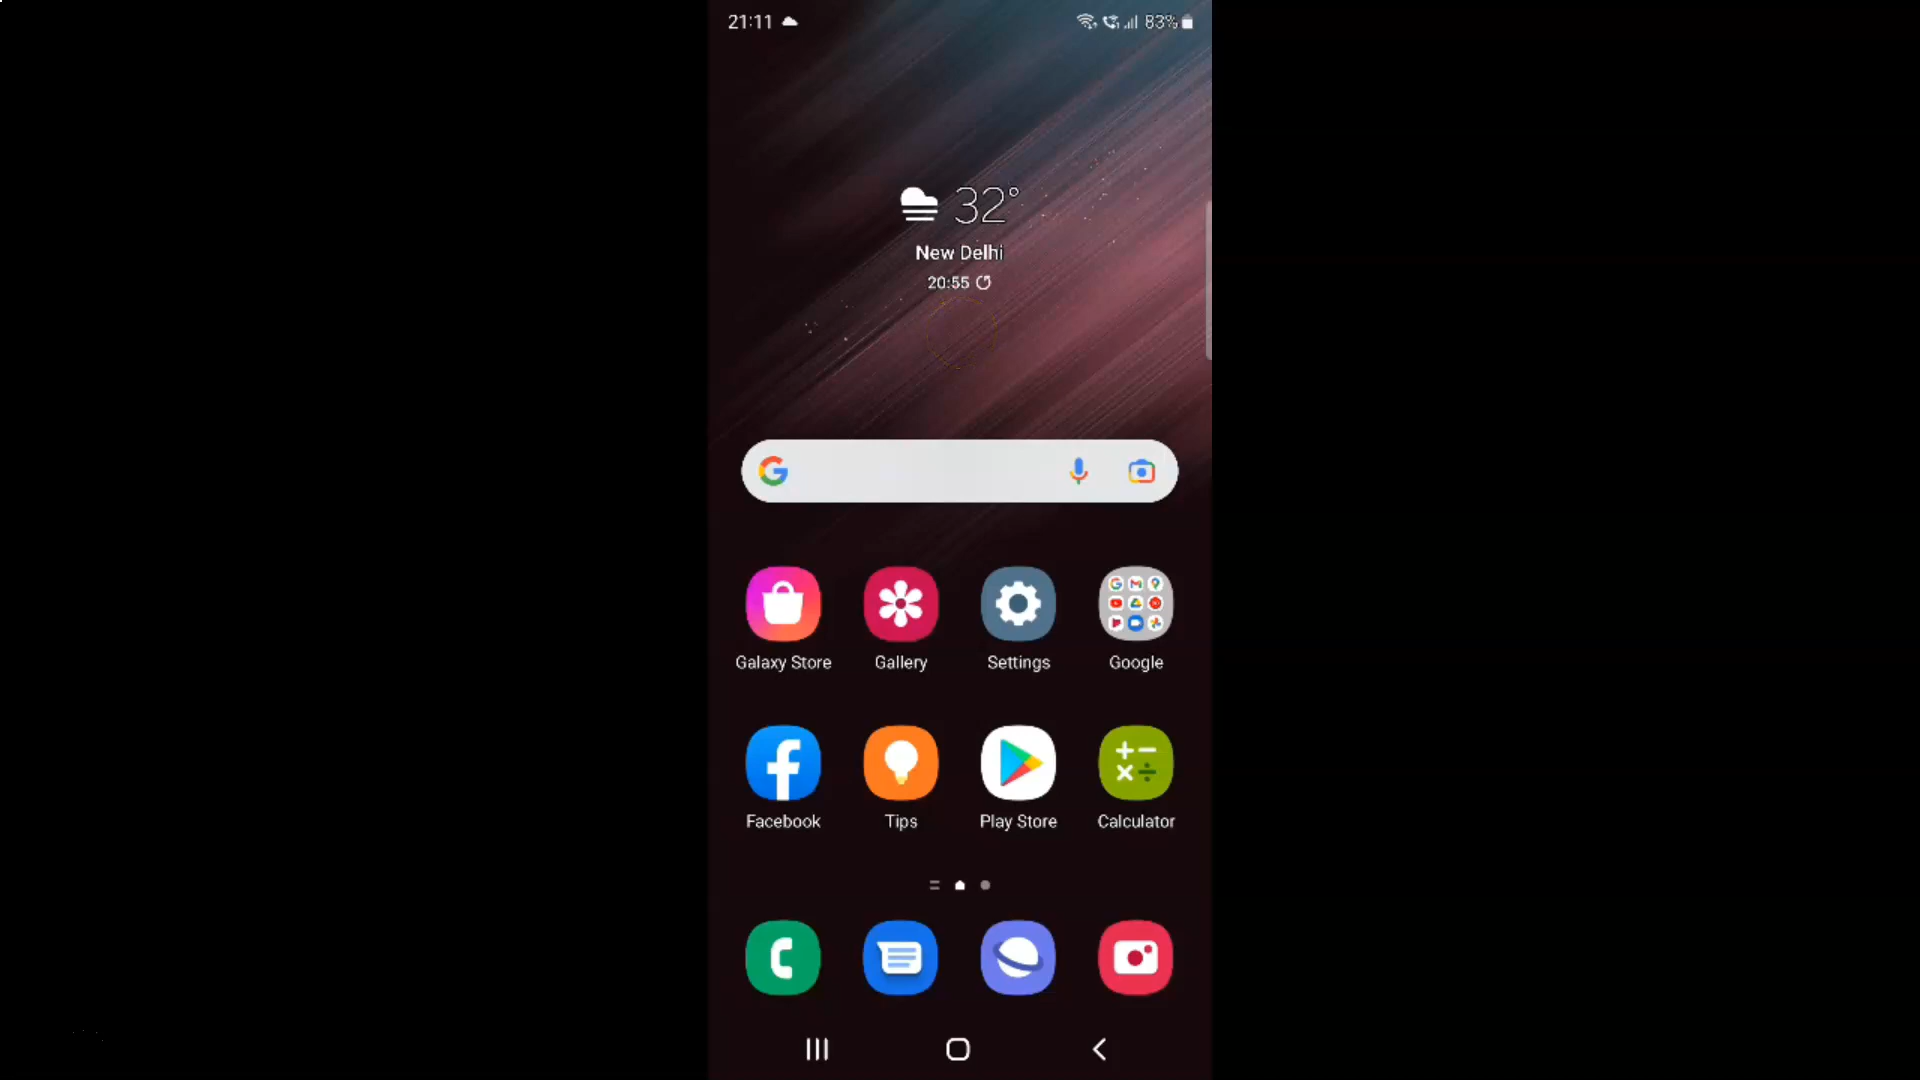 21:11 83%
32°
New Delhi
20:55
Galaxy Store Gallery Settings Google
Facebook Tips Play Store Calculator